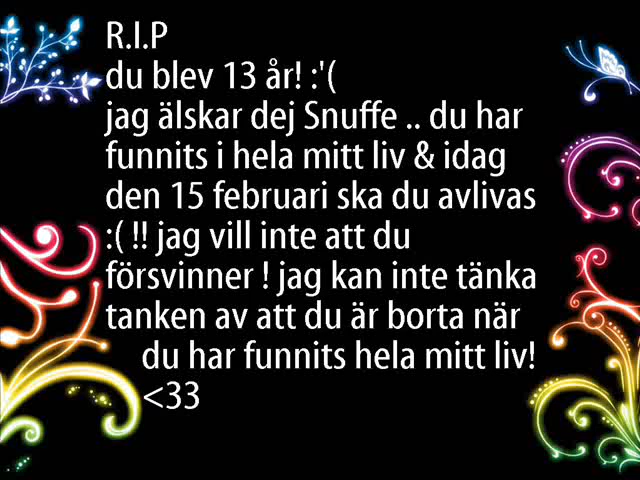 R.I.P
du blev 13 år! :'(
jag älskar dej Snuffe .. du har
funnits i hela mitt liv & idag
den 15 februari ska du avlivas
:( !! jag vill inte att du
försvinner ! jag kan inte tänka
tanken av att du är borta när
du har funnits hela mitt liv!
<33